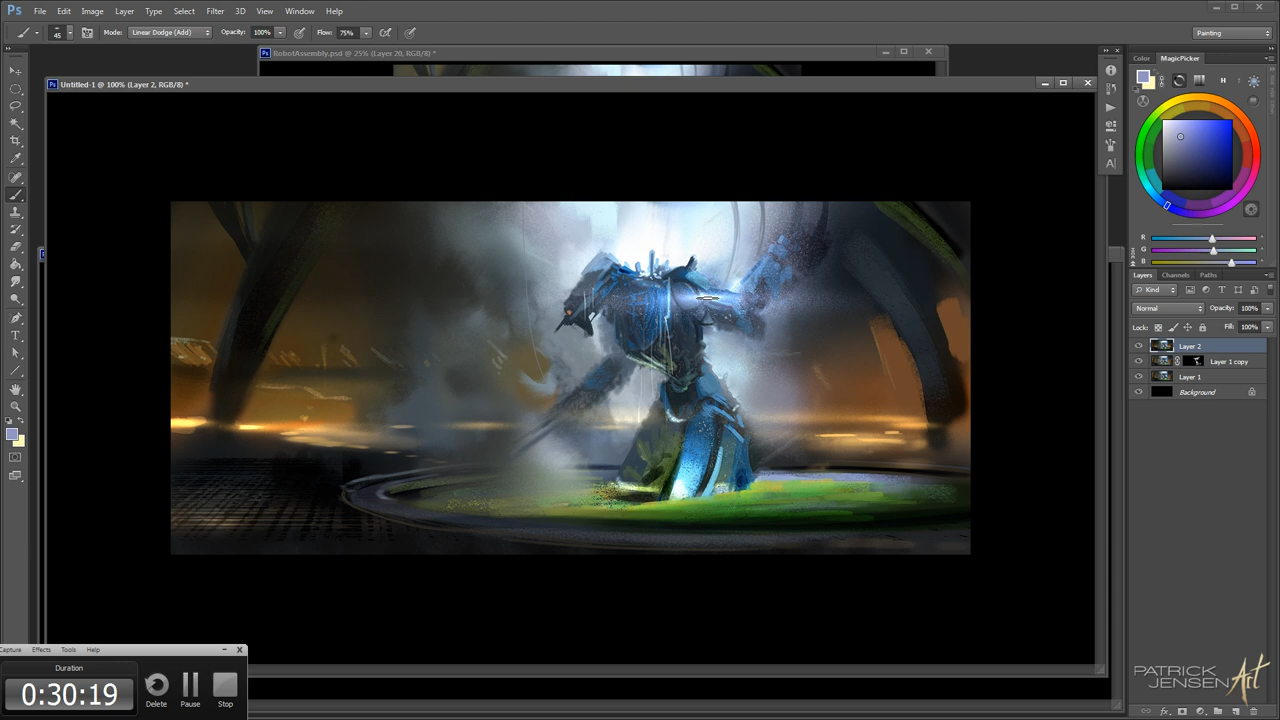 Ps File Edit Image Layer Type Select Filter 3D View Window Help
45 Mode: Linear Dodge (Add) Opacity: 100% Flow: 75% Painting
RobotAssembly.psd @ 25% (Layer 20, RGB/8) *
Untitled-1 @ 100% (Layer 2, RGB/8) *
Color MagicPicker
H
R
G
B
Layers Channels Paths
Kind
Normal Opacity: 100%
Lock: Fill: 100%
Layer 2
Layer 1 copy
Layer 1
Background
Capture Effects Tools Help
Duration
0:30:19
Delete Pause Stop
PATRICK
JENSEN Art